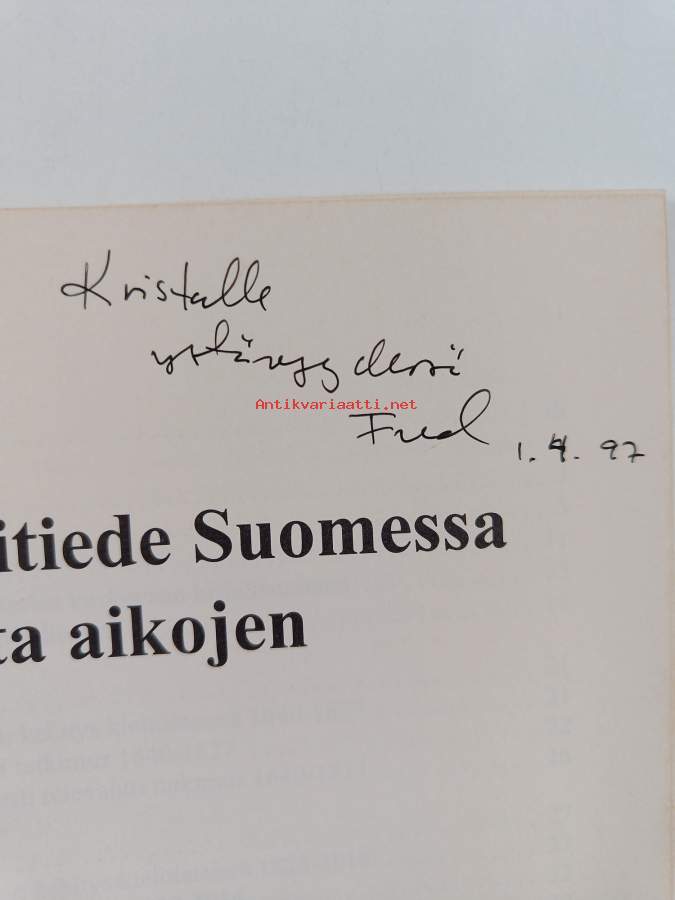 Kristalle
ystävyydessä
Antikvariaatti.net
Fred
1.4.97
itiede Suomessa
ta aikojen